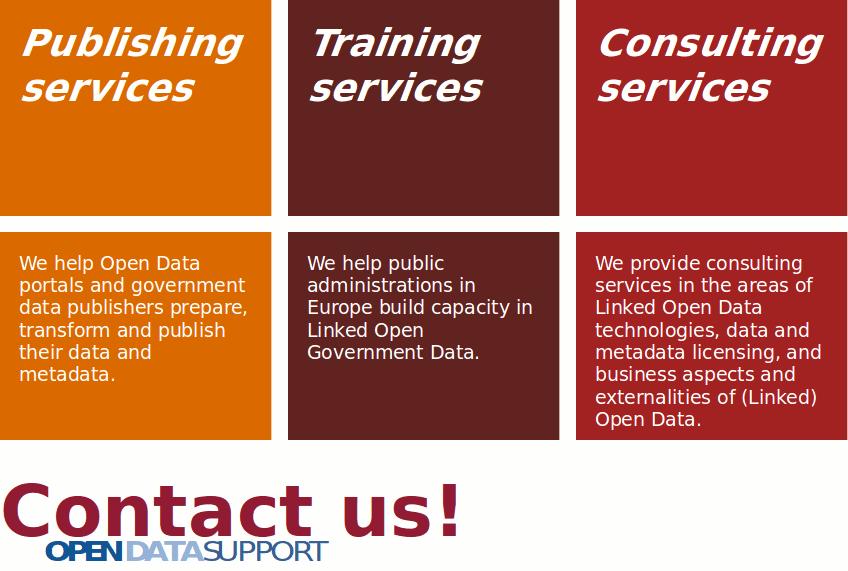 Publishing
services
Training
services
Consulting
services
We help Open Data
portals and government
data publishers prepare,
transform and publish
their data and
metadata.
We help public
administrations in
Europe build capacity in
Linked Open
Government Data.
We provide consulting
services in the areas of
Linked Open Data
technologies, data and
metadata licensing, and
business aspects and
externalities of (Linked)
Open Data.
Contact us!
OPENDATASUPPORT